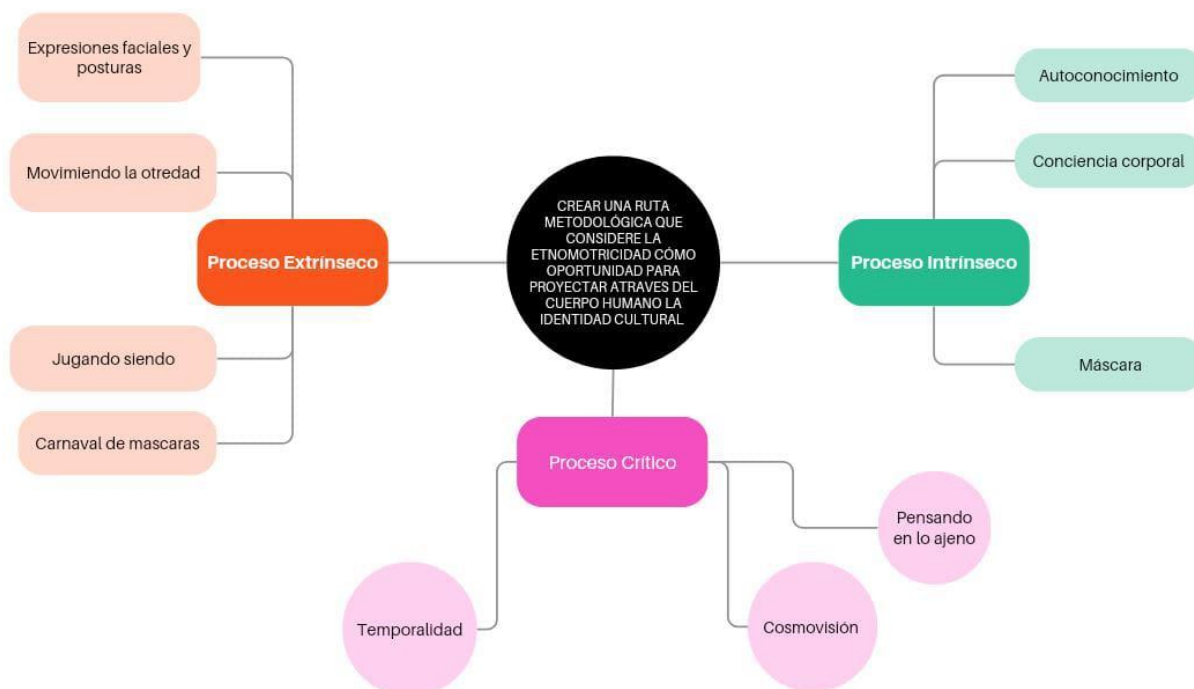 Expresiones faciales y
posturas
Movimiendo la otredad
Proceso Extrínseco
Jugando siendo
Carnaval de mascaras
CREAR UNA RUTA
METODOLÓGICA QUE
CONSIDERE LA
ETNOMOTRICIDAD CÓMO
OPORTUNIDAD PARA
PROYECTAR ATRAVES DEL
CUERPO HUMANO LA
IDENTIDAD CULTURAL
Autoconocimiento
Conciencia corporal
Proceso Intrínseco
Máscara
Proceso Crítico
Pensando
en lo ajeno
Temporalidad
Cosmovisión